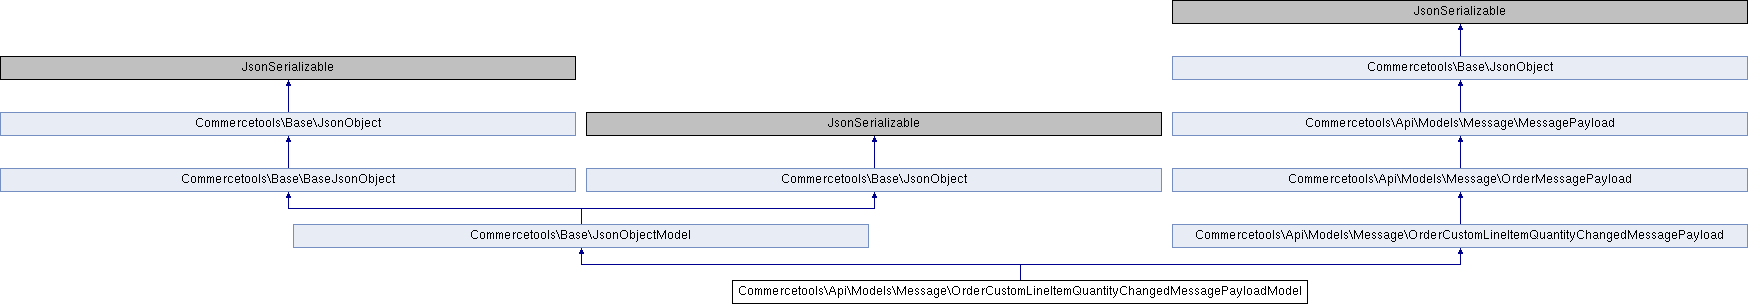 JsonSerializable
JsonSerializable
Commercetools\Base\JsonObject
Commercetools\Base\JsonObject
JsonSerializable
Commercetools\Api\Models\Message\MessagePayload
Commercetools\Base\BaseJsonObject
Commercetools\Base\JsonObject
Commercetools\Api\Models\Message\OrderMessagePayload
Commercetools\Base\JsonObjectModel
Commercetools\Api\Models\Message\OrderCustomLineItemQuantityChangedMessagePayload
Commercetools\Api\Models\Message\OrderCustomLineItemQuantityChangedMessagePayloadModel